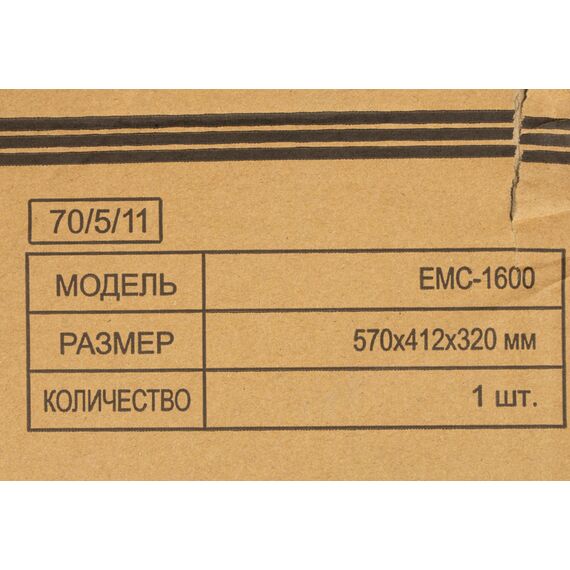 70/5/11
МОДЕЛЬ EMC-1600
РАЗМЕР 570x412x320 мм
КОЛИЧЕСТВО 1 шт.